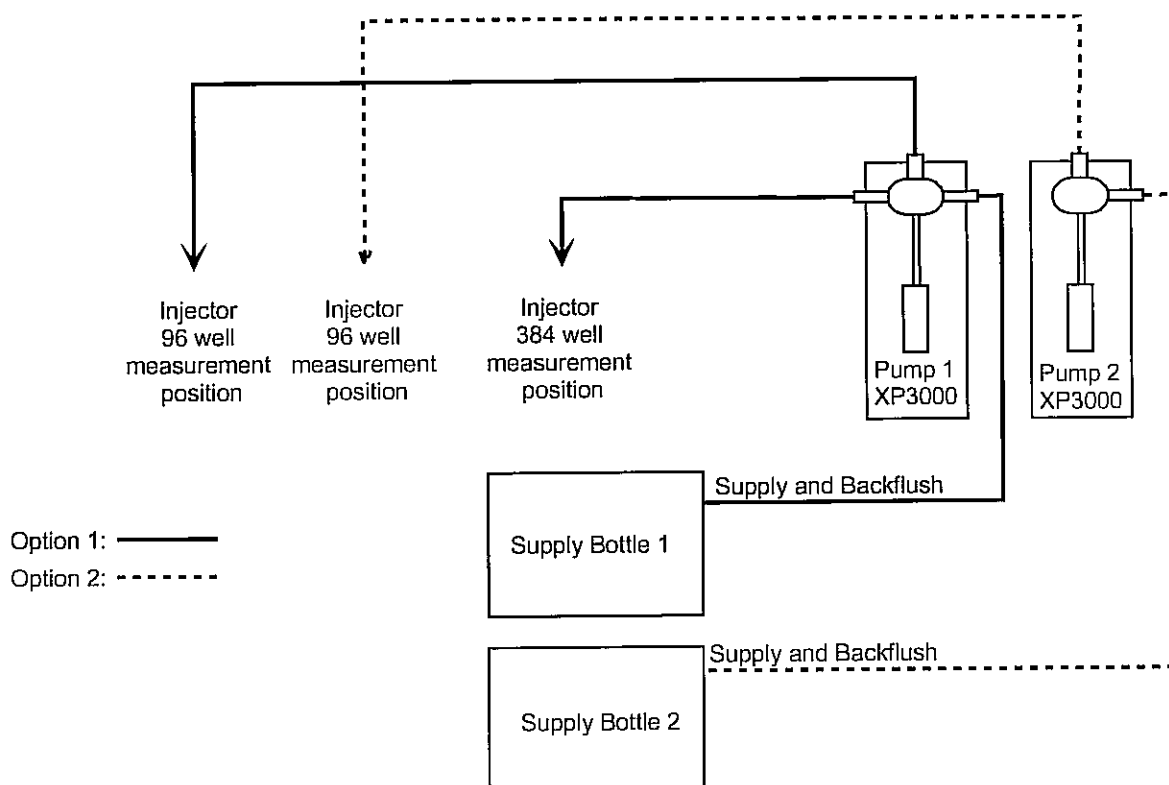 Injector
96 well
measurement
position
Injector
96 well
measurement
position
Injector
384 well
measurement
position
Pump 1
XP3000
Pump 2
XP3000
Supply and Backflush
Supply Bottle 1
Option 1:
Option 2:
Supply and Backflush
Supply Bottle 2